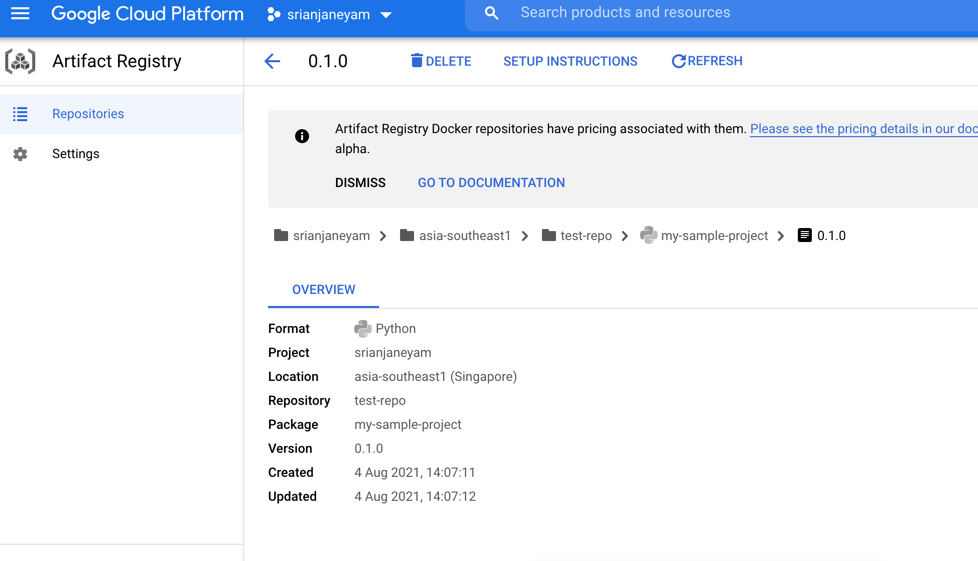 Google Cloud Platform srianjaneyam Search products and resources
Artifact Registry
0.1.0 DELETE SETUP INSTRUCTIONS REFRESH
Repositories
Settings
Artifact Registry Docker repositories have pricing associated with them. Please see the pricing details in our
alpha.
DISMISS GO TO DOCUMENTATION
srianjaneyam asia-southeast1 test-repo my-sample-project 0.1.0
OVERVIEW
Format Python
Project srianjaneyam
Location asia-southeast1 (Singapore)
Repository test-repo
Package my-sample-project
Version 0.1.0
Created 4 Aug 2021, 14:07:11
Updated 4 Aug 2021, 14:07:12